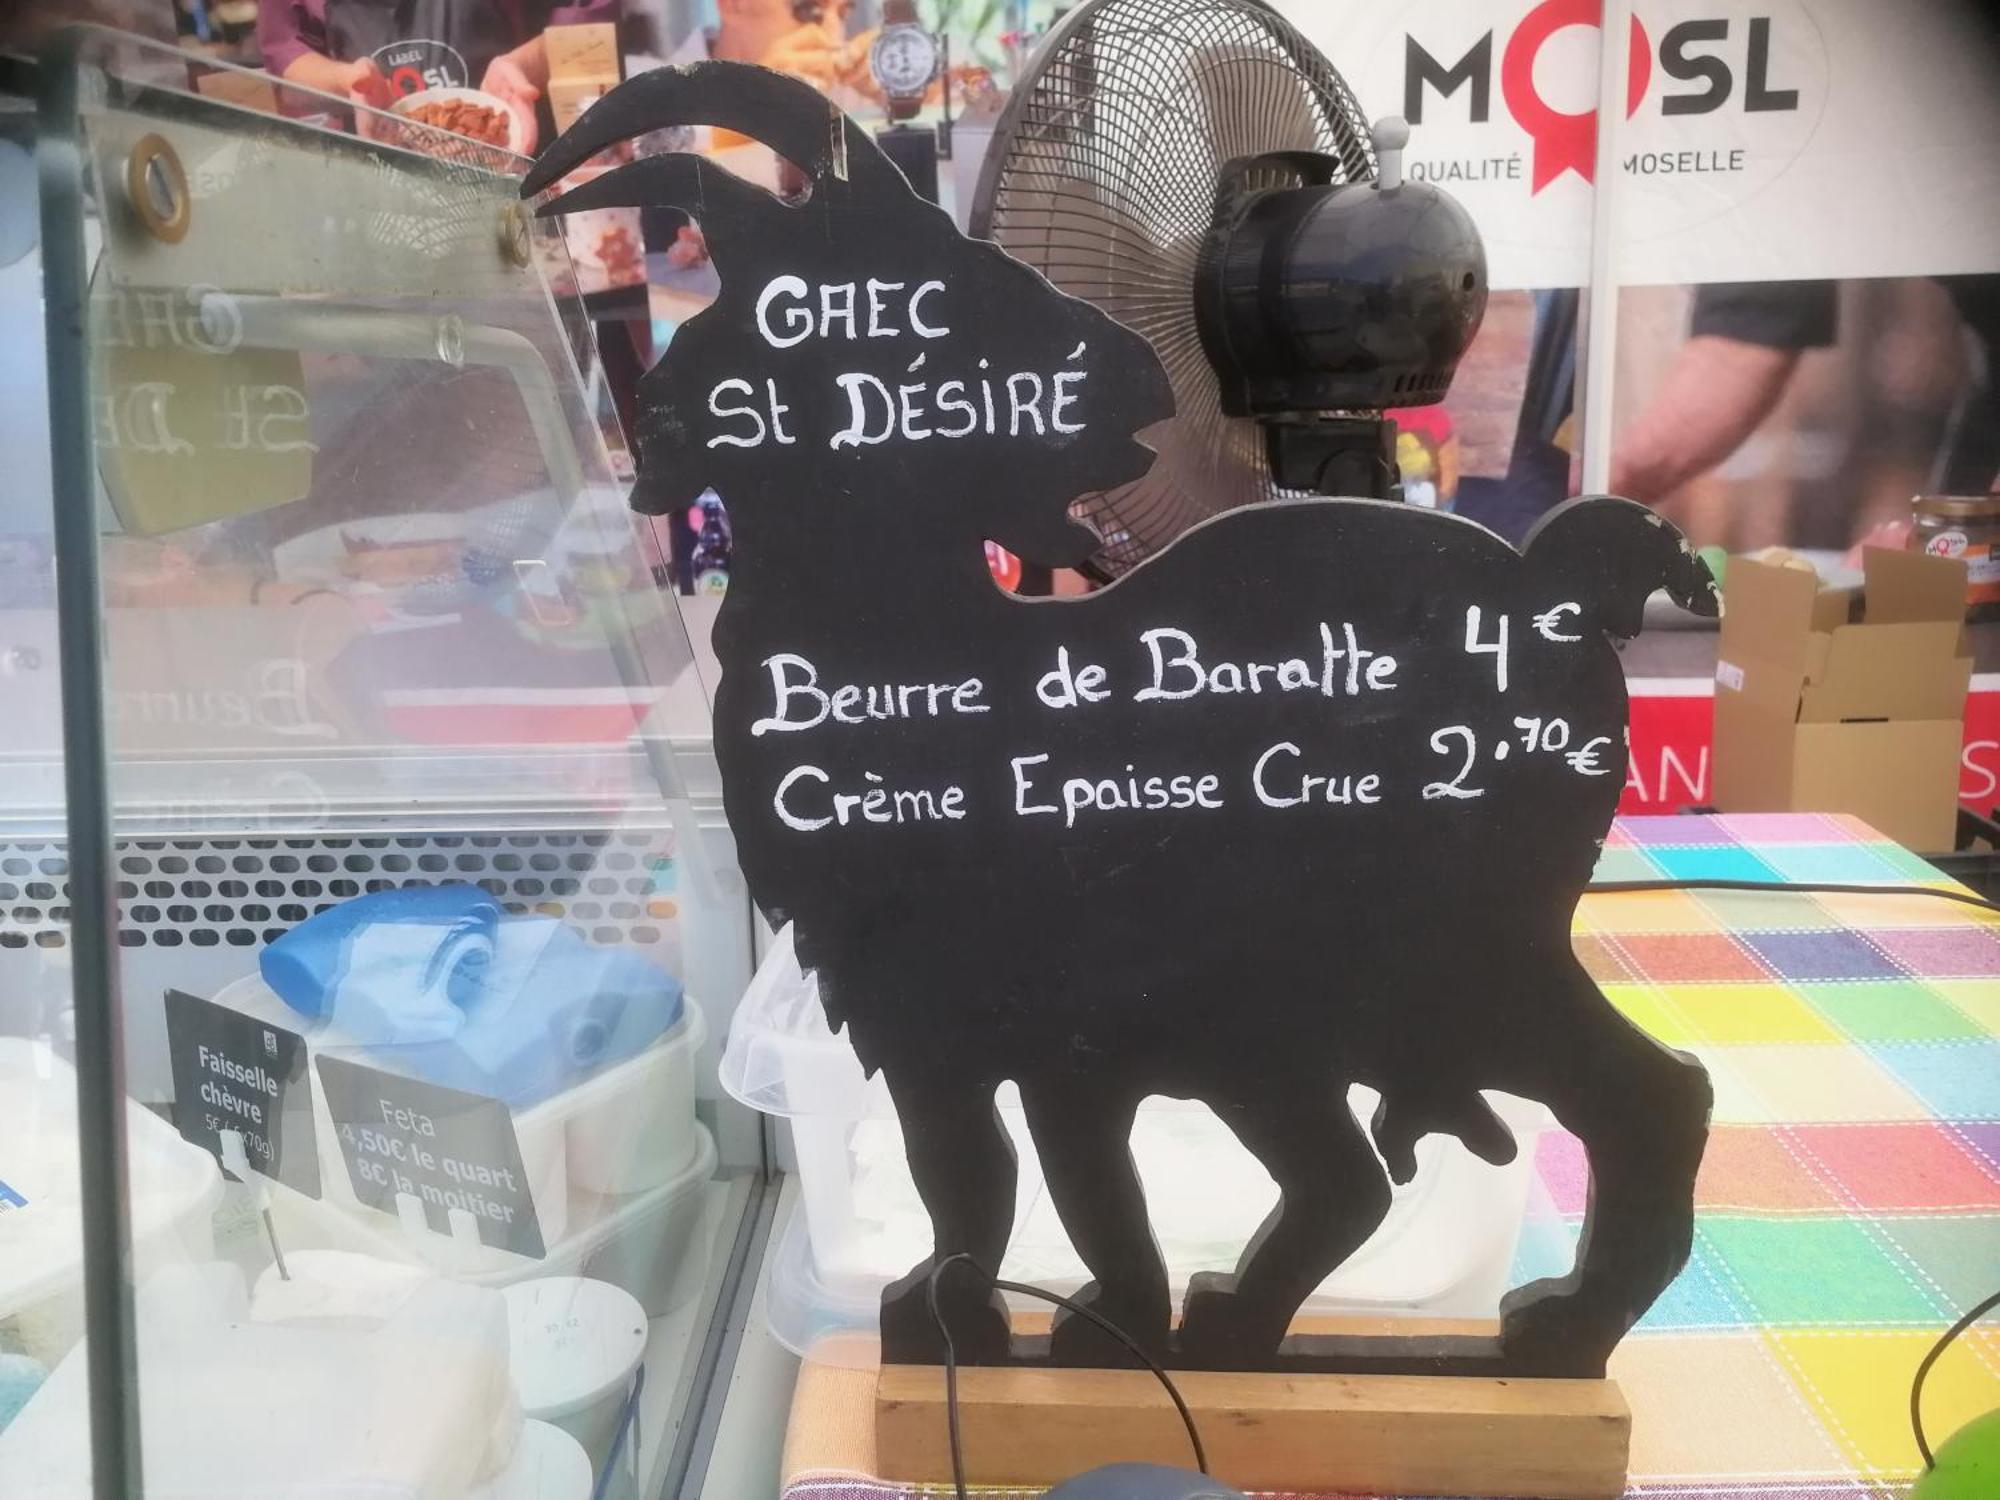 LABEL
MOSL
QUALITÉ MOSELLE
GAEC
St DÉSIRÉ
Beurre de Baratte 4€
Crème Epaisse Crue 2.70€
Faisselle
chèvre
Feta
4,50€ le quart
8€ la moitier